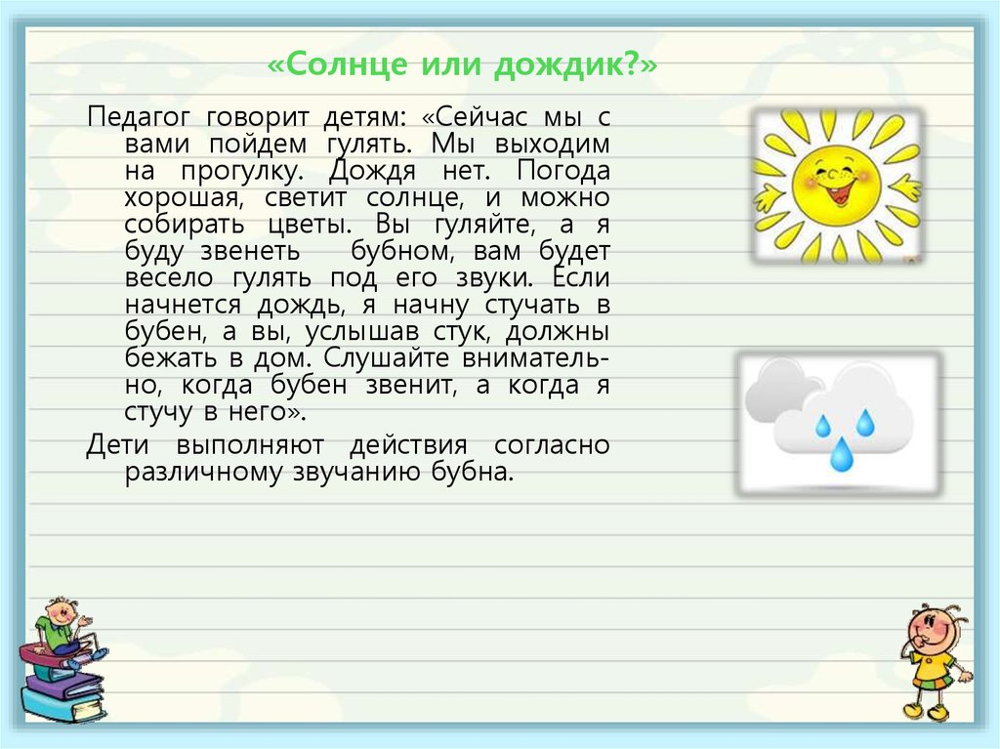 «Солнце или дождик?»
Педагог говорит детям: «Сейчас мы с
вами пойдем гулять. Мы выходим
на прогулку. Дождя нет. Погода
хорошая, светит солнце, и можно
собирать цветы. Вы гуляйте, а я
буду звенеть бубном, вам будет
весело гулять под его звуки. Если
начнется дождь, я начну стучать в
бубен, а вы, услышав стук, должны
бежать в дом. Слушайте вниматель-
но, когда бубен звенит, а когда я
стучу в него».
Дети выполняют действия согласно
различному звучанию бубна.